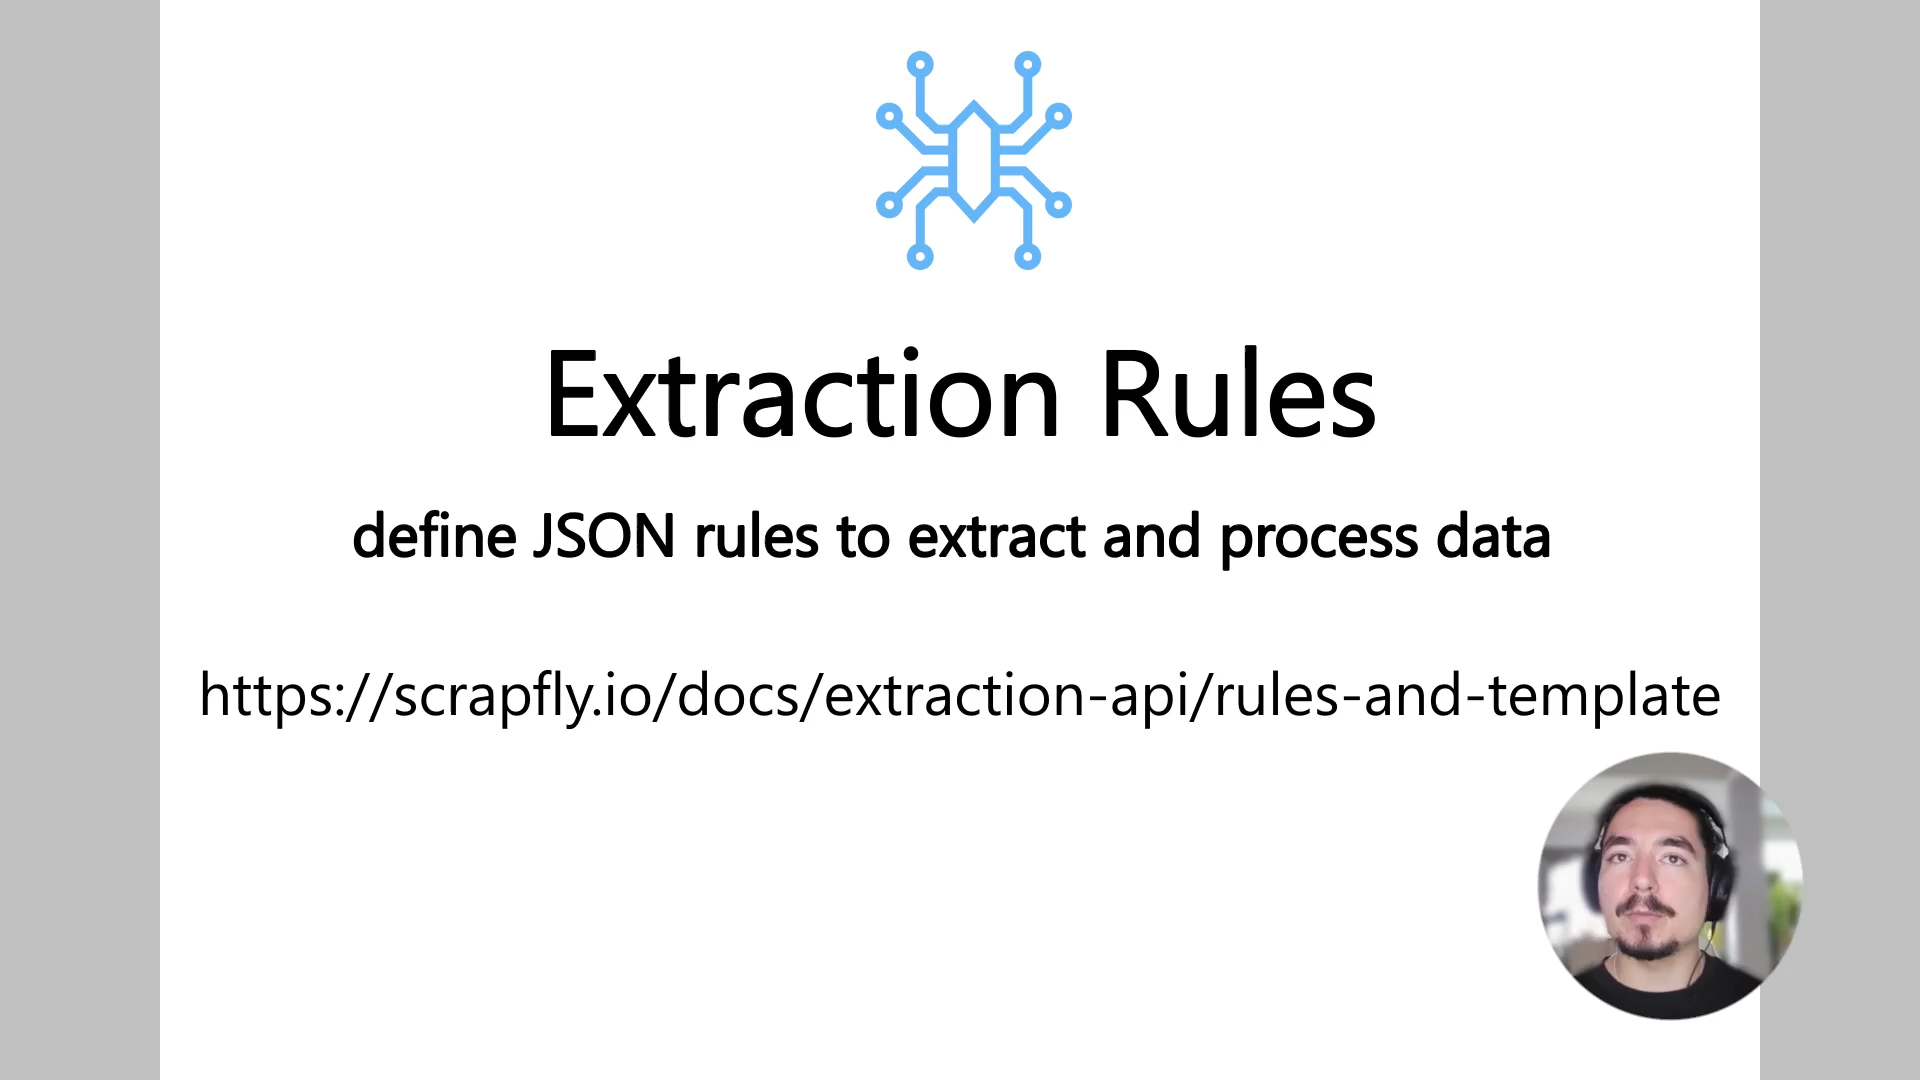 Extraction Rules
define JSON rules to extract and process data
https://scrapfly.io/docs/extraction-api/rules-and-template